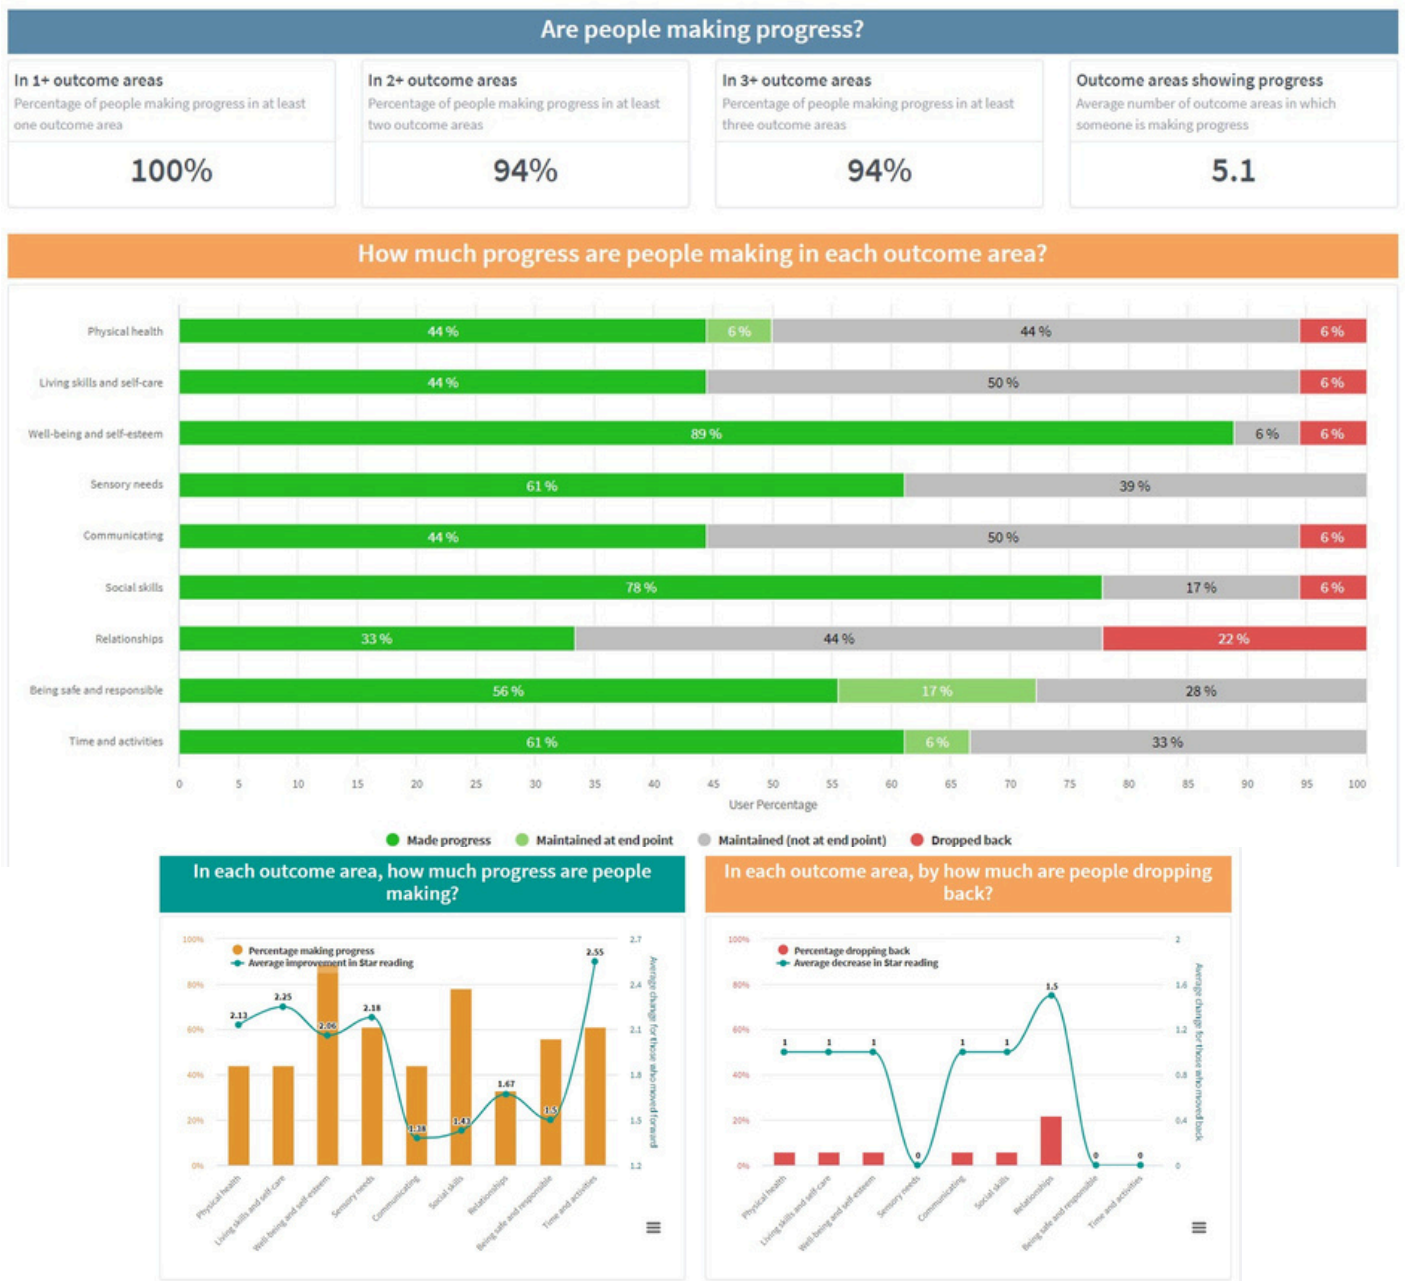 Are people making progress?
In 1+ outcome areas
Percentage of people making progress in at least
one outcome area
100%
In 2+ outcome areas
Percentage of people making progress in at least
two outcome areas
94%
In 3+ outcome areas
Percentage of people making progress in at least
three outcome areas
94%
Outcome areas showing progress
Average number of outcome areas in which
someone is making progress
5.1
How much progress are people making in each outcome area?
Physical health 44 % 6 % 44 % 6 %
Living skills and self-care 44 % 50 % 6 %
Well-being and self-esteem 89 % 6 % 6 %
Sensory needs 61 % 39 %
Communicating 44 % 50 % 6 %
Social skills 78 % 17 % 6 %
Relationships 33 % 44 % 22 %
Being safe and responsible 56 % 17 % 28 %
Time and activities 61 % 6 % 33 %
0 5 10 15 20 25 30 35 40 45 50 55 60 65 70 75 80 85 90 95 100
User Percentage
Made progress Maintained at end point Maintained (not at end point) Dropped back
In each outcome area, how much progress are people
making?
Percentage making progress
Average improvement in Star reading
100% 2.7
80% 2.4
60% 2.1
40% 1.8
20% 1.5
0% 1.2
2.13 2.25 2.06 2.18 1.38 1.43 1.67 1.5 2.55
Average change for those who moved forward
Physical health
Living skills and self-care
Well-being and self-esteem
Sensory needs
Communicating
Social skills
Relationships
Being safe and responsible
Time and activities
In each outcome area, by how much are people dropping
back?
Percentage dropping back
Average decrease in Star reading
100% 2
80% 1.6
60% 1.2
40% 0.8
20% 0.4
0% 0
1 1 1 0 1 1 1.5 0 0
Average change for those who moved back
Physical health
Living skills and self-care
Well-being and self-esteem
Sensory needs
Communicating
Social skills
Relationships
Being safe and responsible
Time and activities